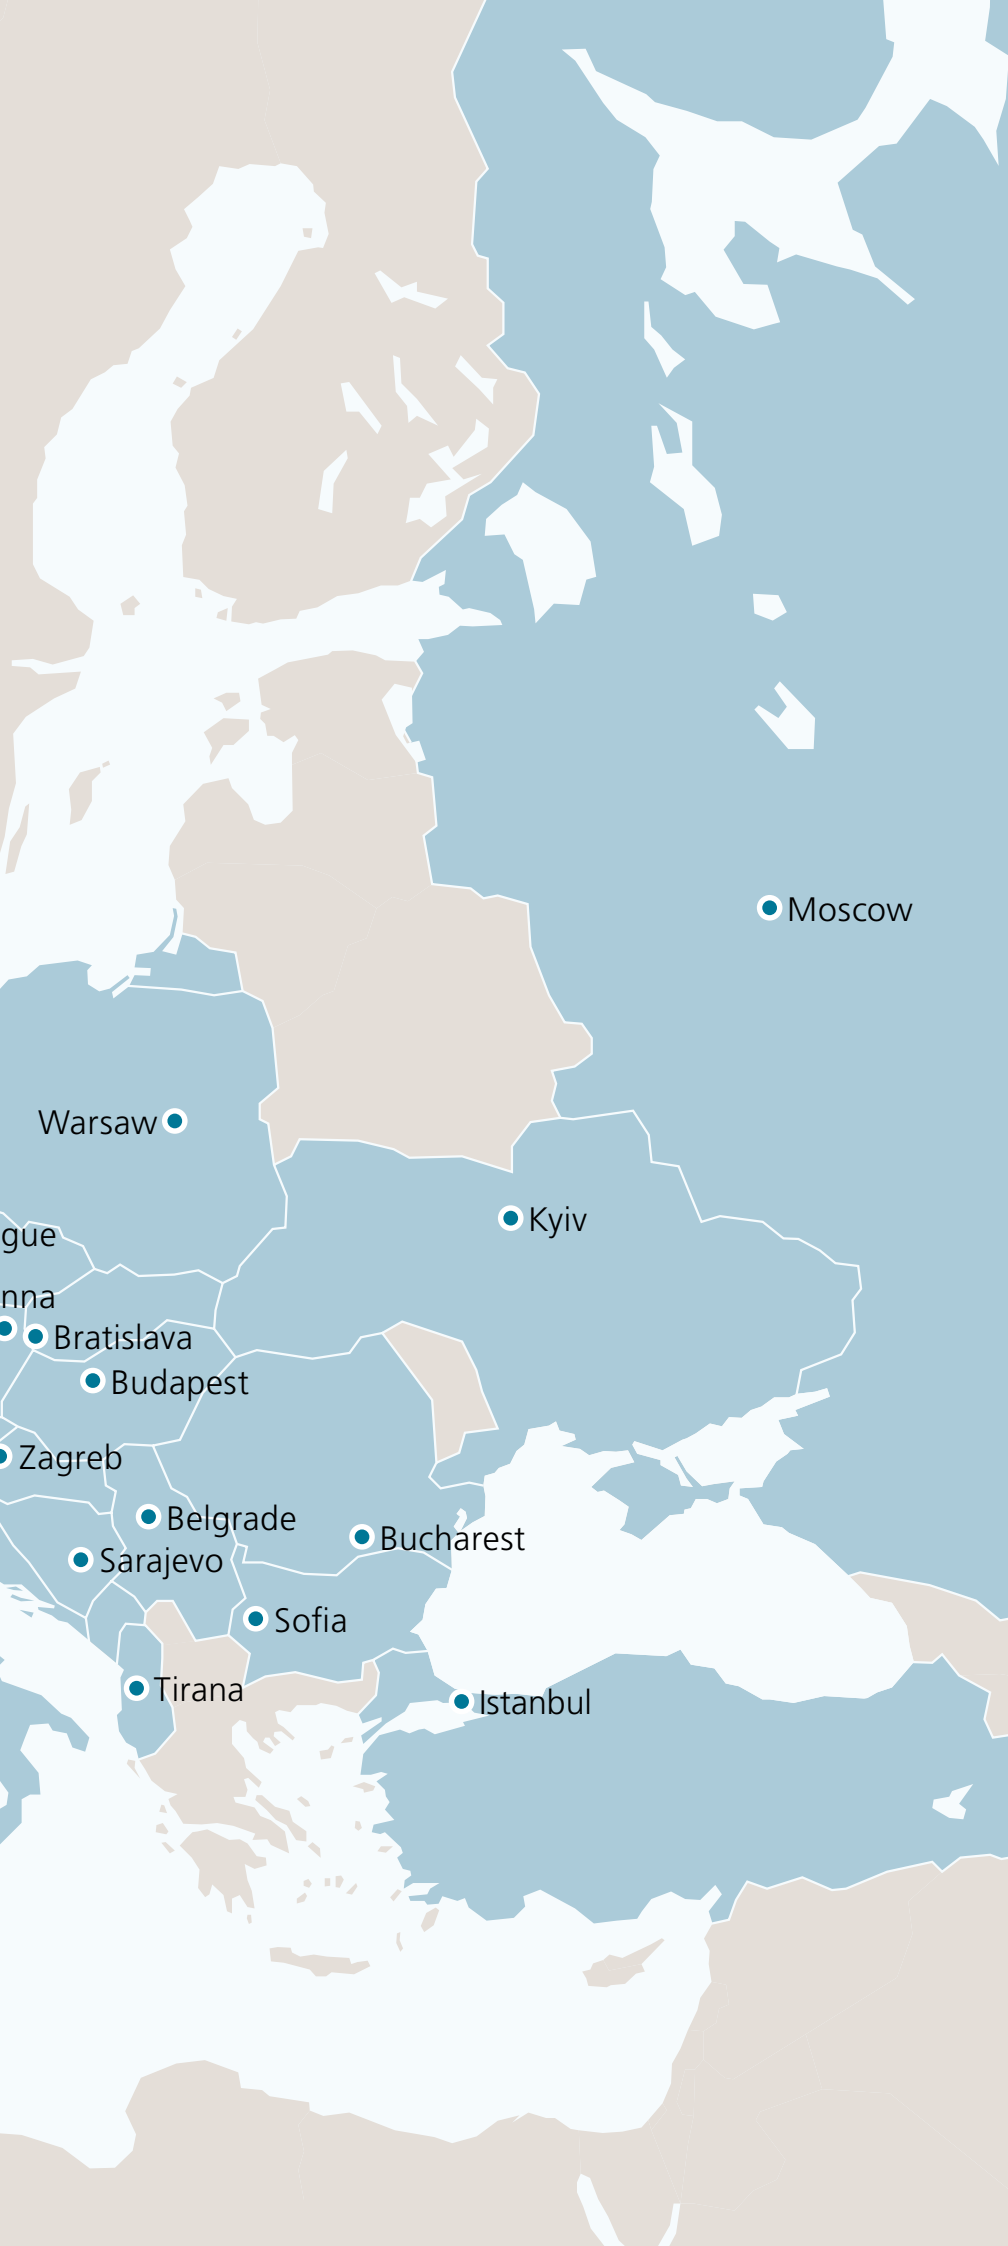 Moscow
Warsaw
Kyiv
gue
nna
Bratislava
Budapest
Zagreb
Belgrade
Bucharest
Sarajevo
Sofia
Tirana
Istanbul